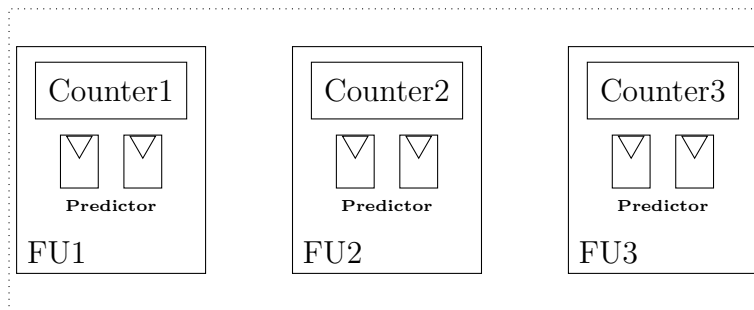 Counter1
Predictor
FU1
Counter2
Predictor
FU2
Counter3
Predictor
FU3